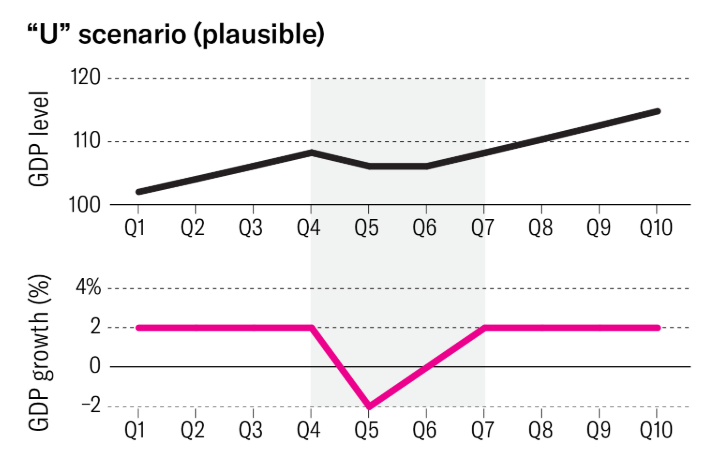 “U” scenario (plausible)
GDP level
120
110
100
Q1 Q2 Q3 Q4 Q5 Q6 Q7 Q8 Q9 Q10
GDP growth (%)
4%
2
0
–2
Q1 Q2 Q3 Q4 Q5 Q6 Q7 Q8 Q9 Q10